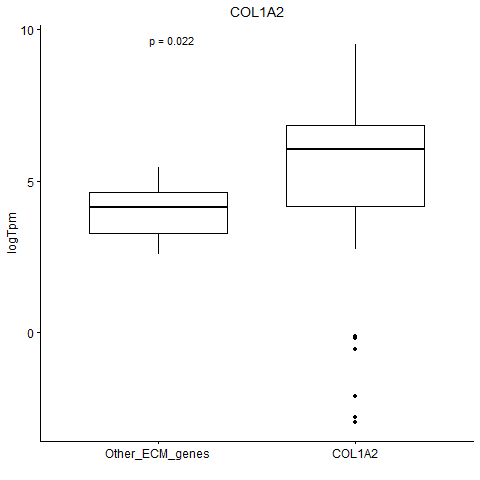 COL1A2
10
p = 0.022
5
logTpm
0
Other_ECM_genes
COL1A2